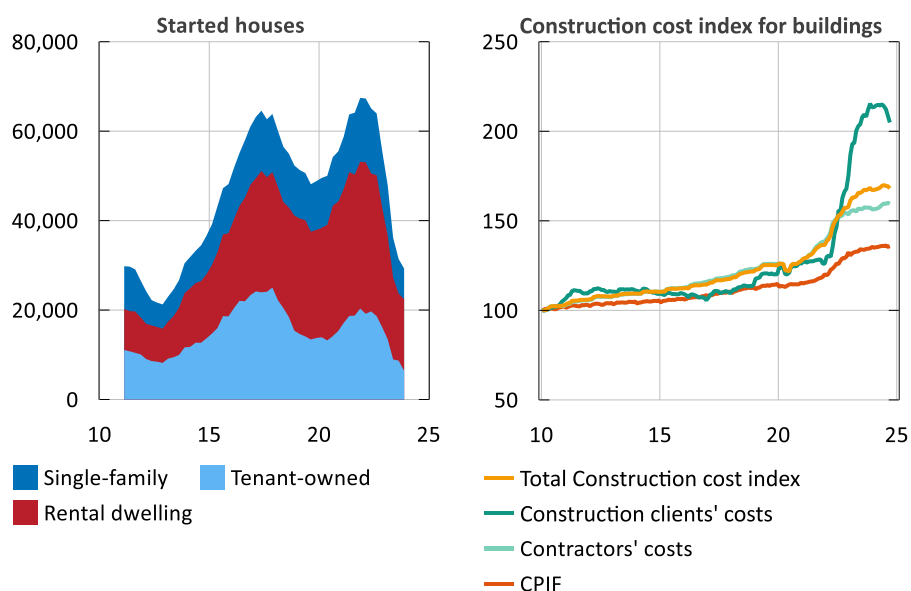 Started houses
80,000
60,000
40,000
20,000
0
10 15 20 25
Single-family Tenant-owned
Rental dwelling
Construction cost index for buildings
250
200
150
100
50
10 15 20 25
Total Construction cost index
Construction clients' costs
Contractors' costs
CPIF